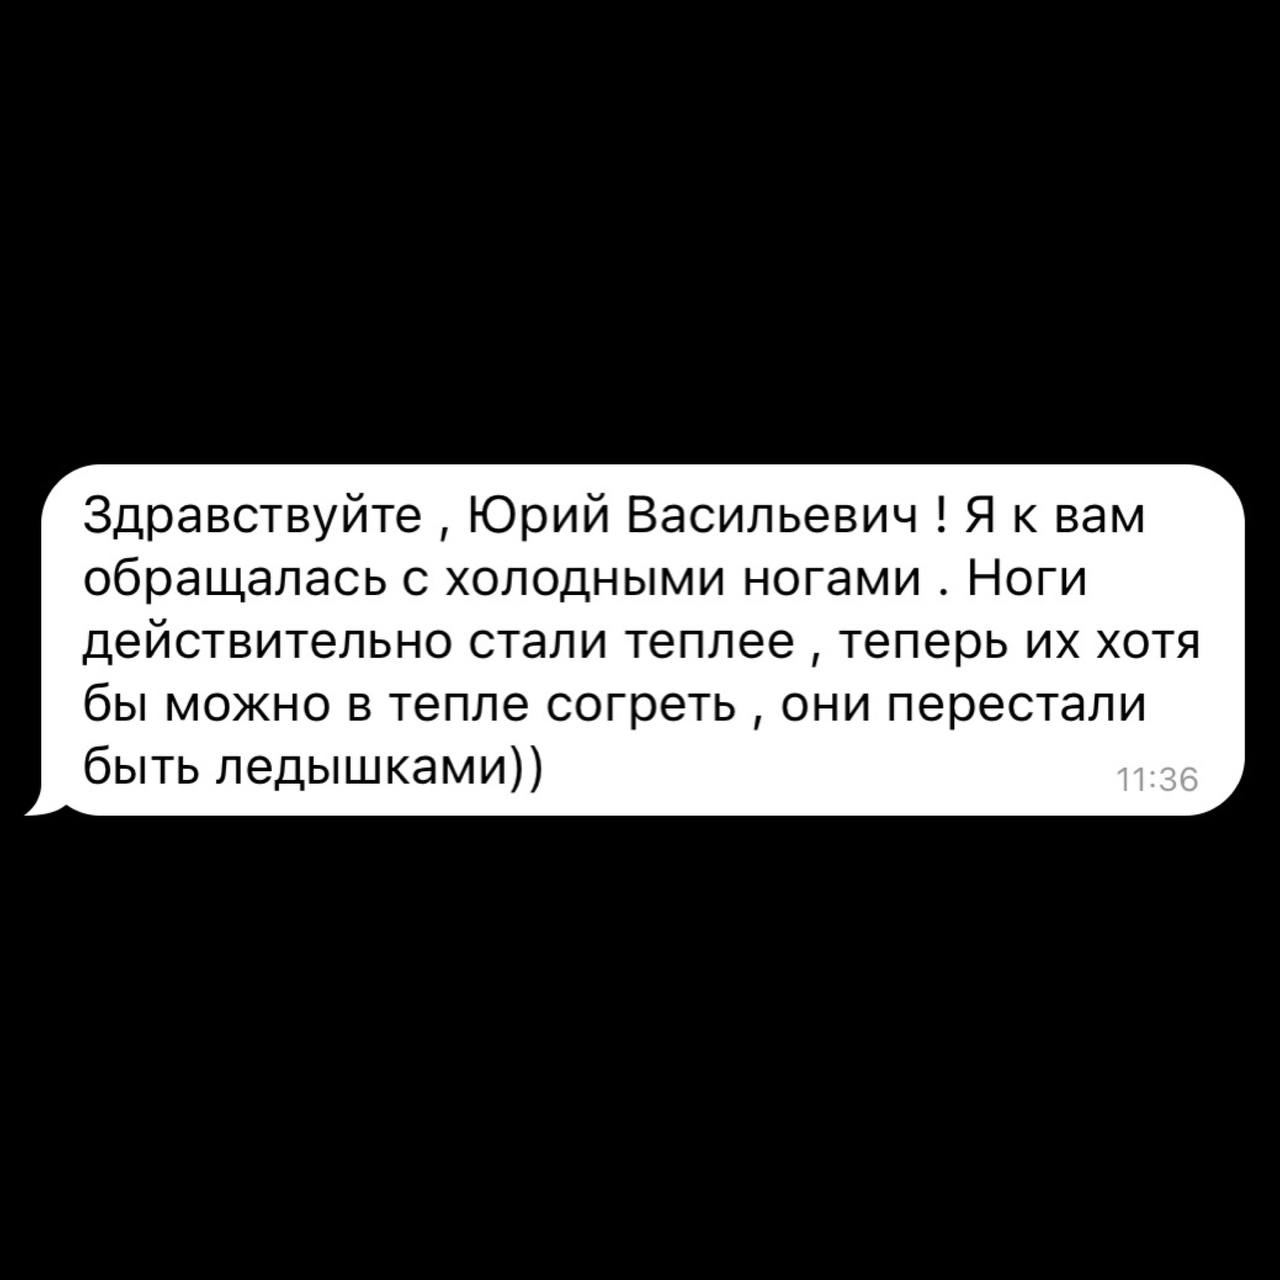 Здравствуйте , Юрий Васильевич ! Я к вам
обращалась с холодными ногами . Ноги
действительно стали теплее , теперь их хотя
бы можно в тепле согреть , они перестали
быть ледышками))
11:36